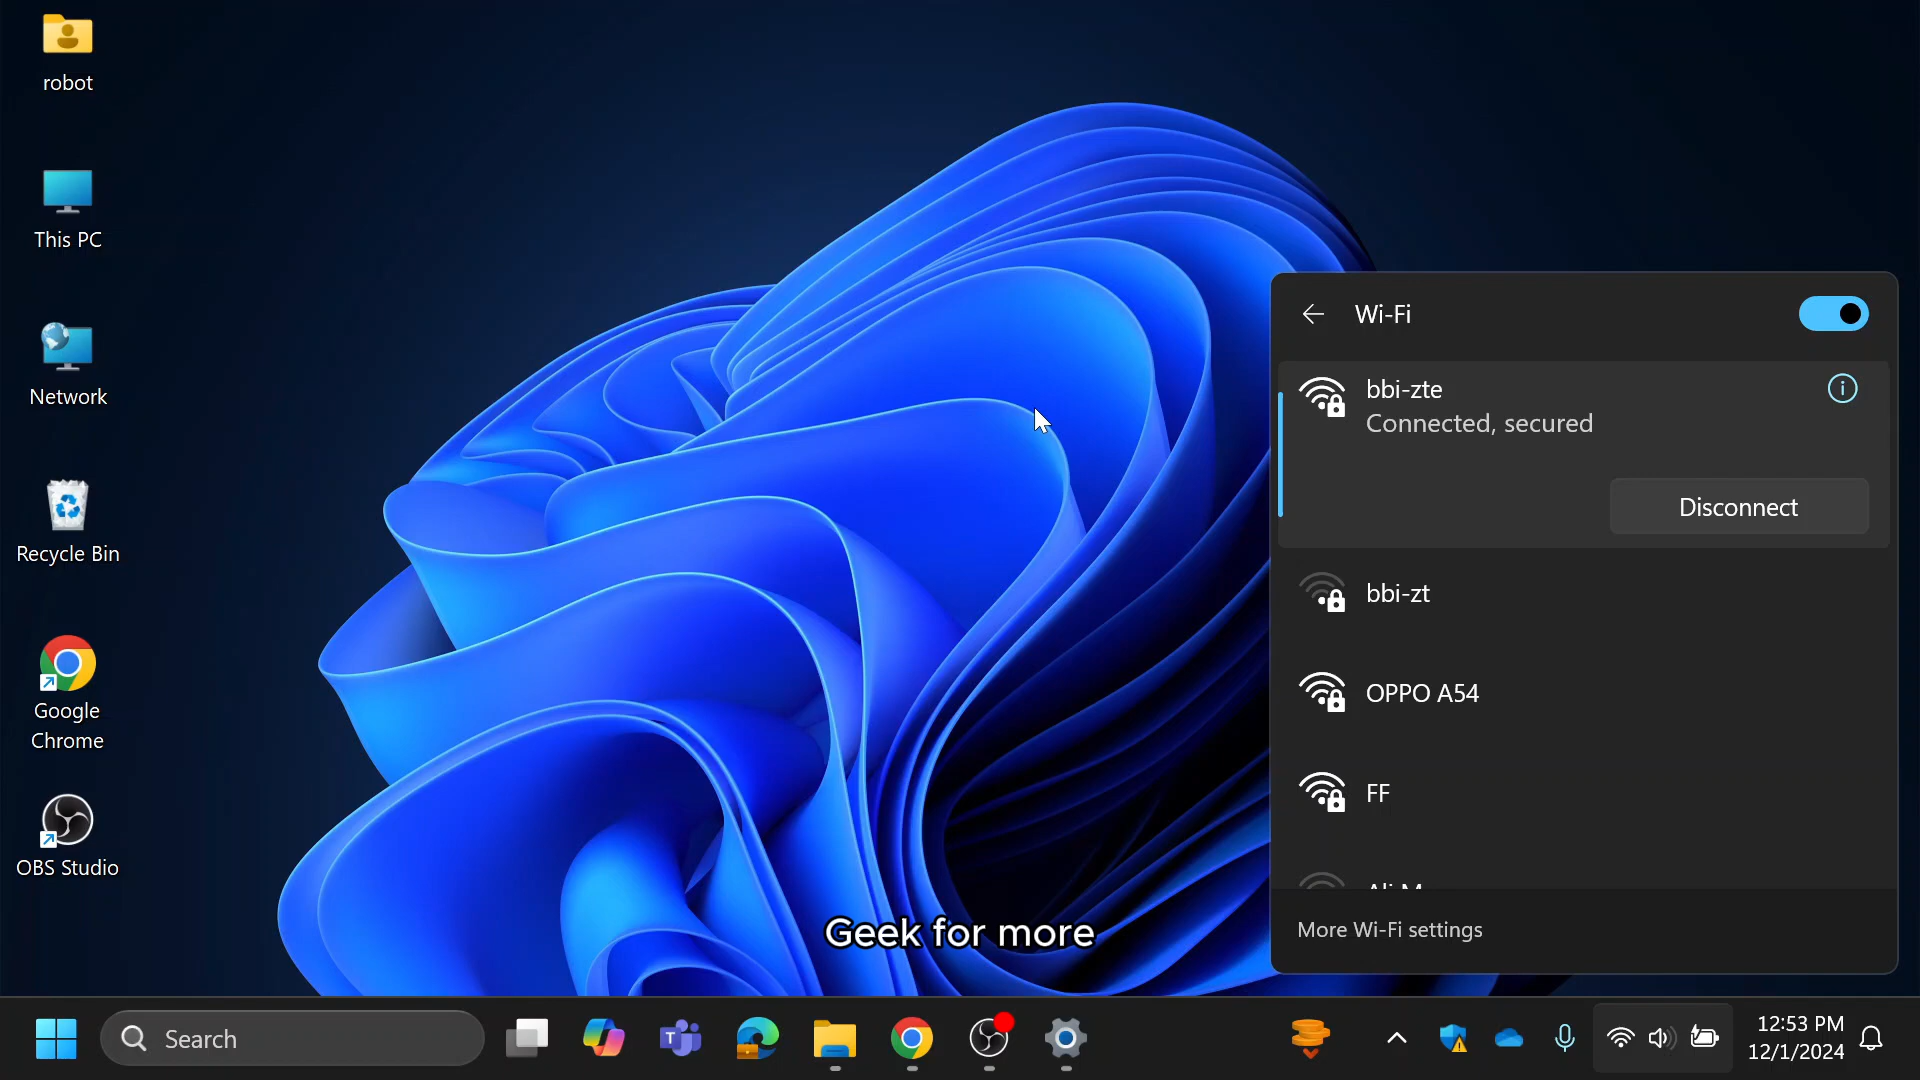 robot
This PC
Network
Recycle Bin
Google
Chrome
OBS Studio
Wi-Fi
bbi-zte
Connected, secured
Disconnect
bbi-zt
OPPO A54
FF
More Wi-Fi settings
Geek for more
Search
12:53 PM
12/1/2024